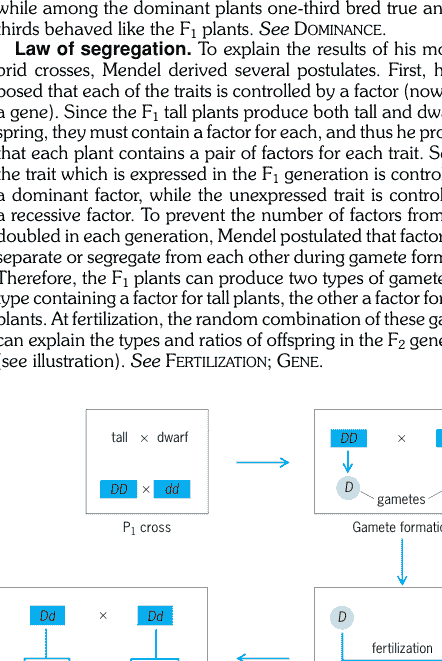 while among the dominant plants one-third bred true an
thirds behaved like the F1 plants. See DOMINANCE.
Law of segregation. To explain the results of his mo
brid crosses, Mendel derived several postulates. First, h
posed that each of the traits is controlled by a factor (now
a gene). Since the F1 tall plants produce both tall and dwa
spring, they must contain a factor for each, and thus he pro
that each plant contains a pair of factors for each trait. Se
the trait which is expressed in the F1 generation is control
a dominant factor, while the unexpressed trait is control
a recessive factor. To prevent the number of factors from
doubled in each generation, Mendel postulated that factor
separate or segregate from each other during gamete form
Therefore, the F1 plants can produce two types of gamete
type containing a factor for tall plants, the other a factor for
plants. At fertilization, the random combination of these ga
can explain the types and ratios of offspring in the F2 gene
(see illustration). See FERTILIZATION; GENE.
tall × dwarf
DD × dd
P1 cross
DD ×
D
gametes
Gamete formatio
Dd × Dd
D
fertilization